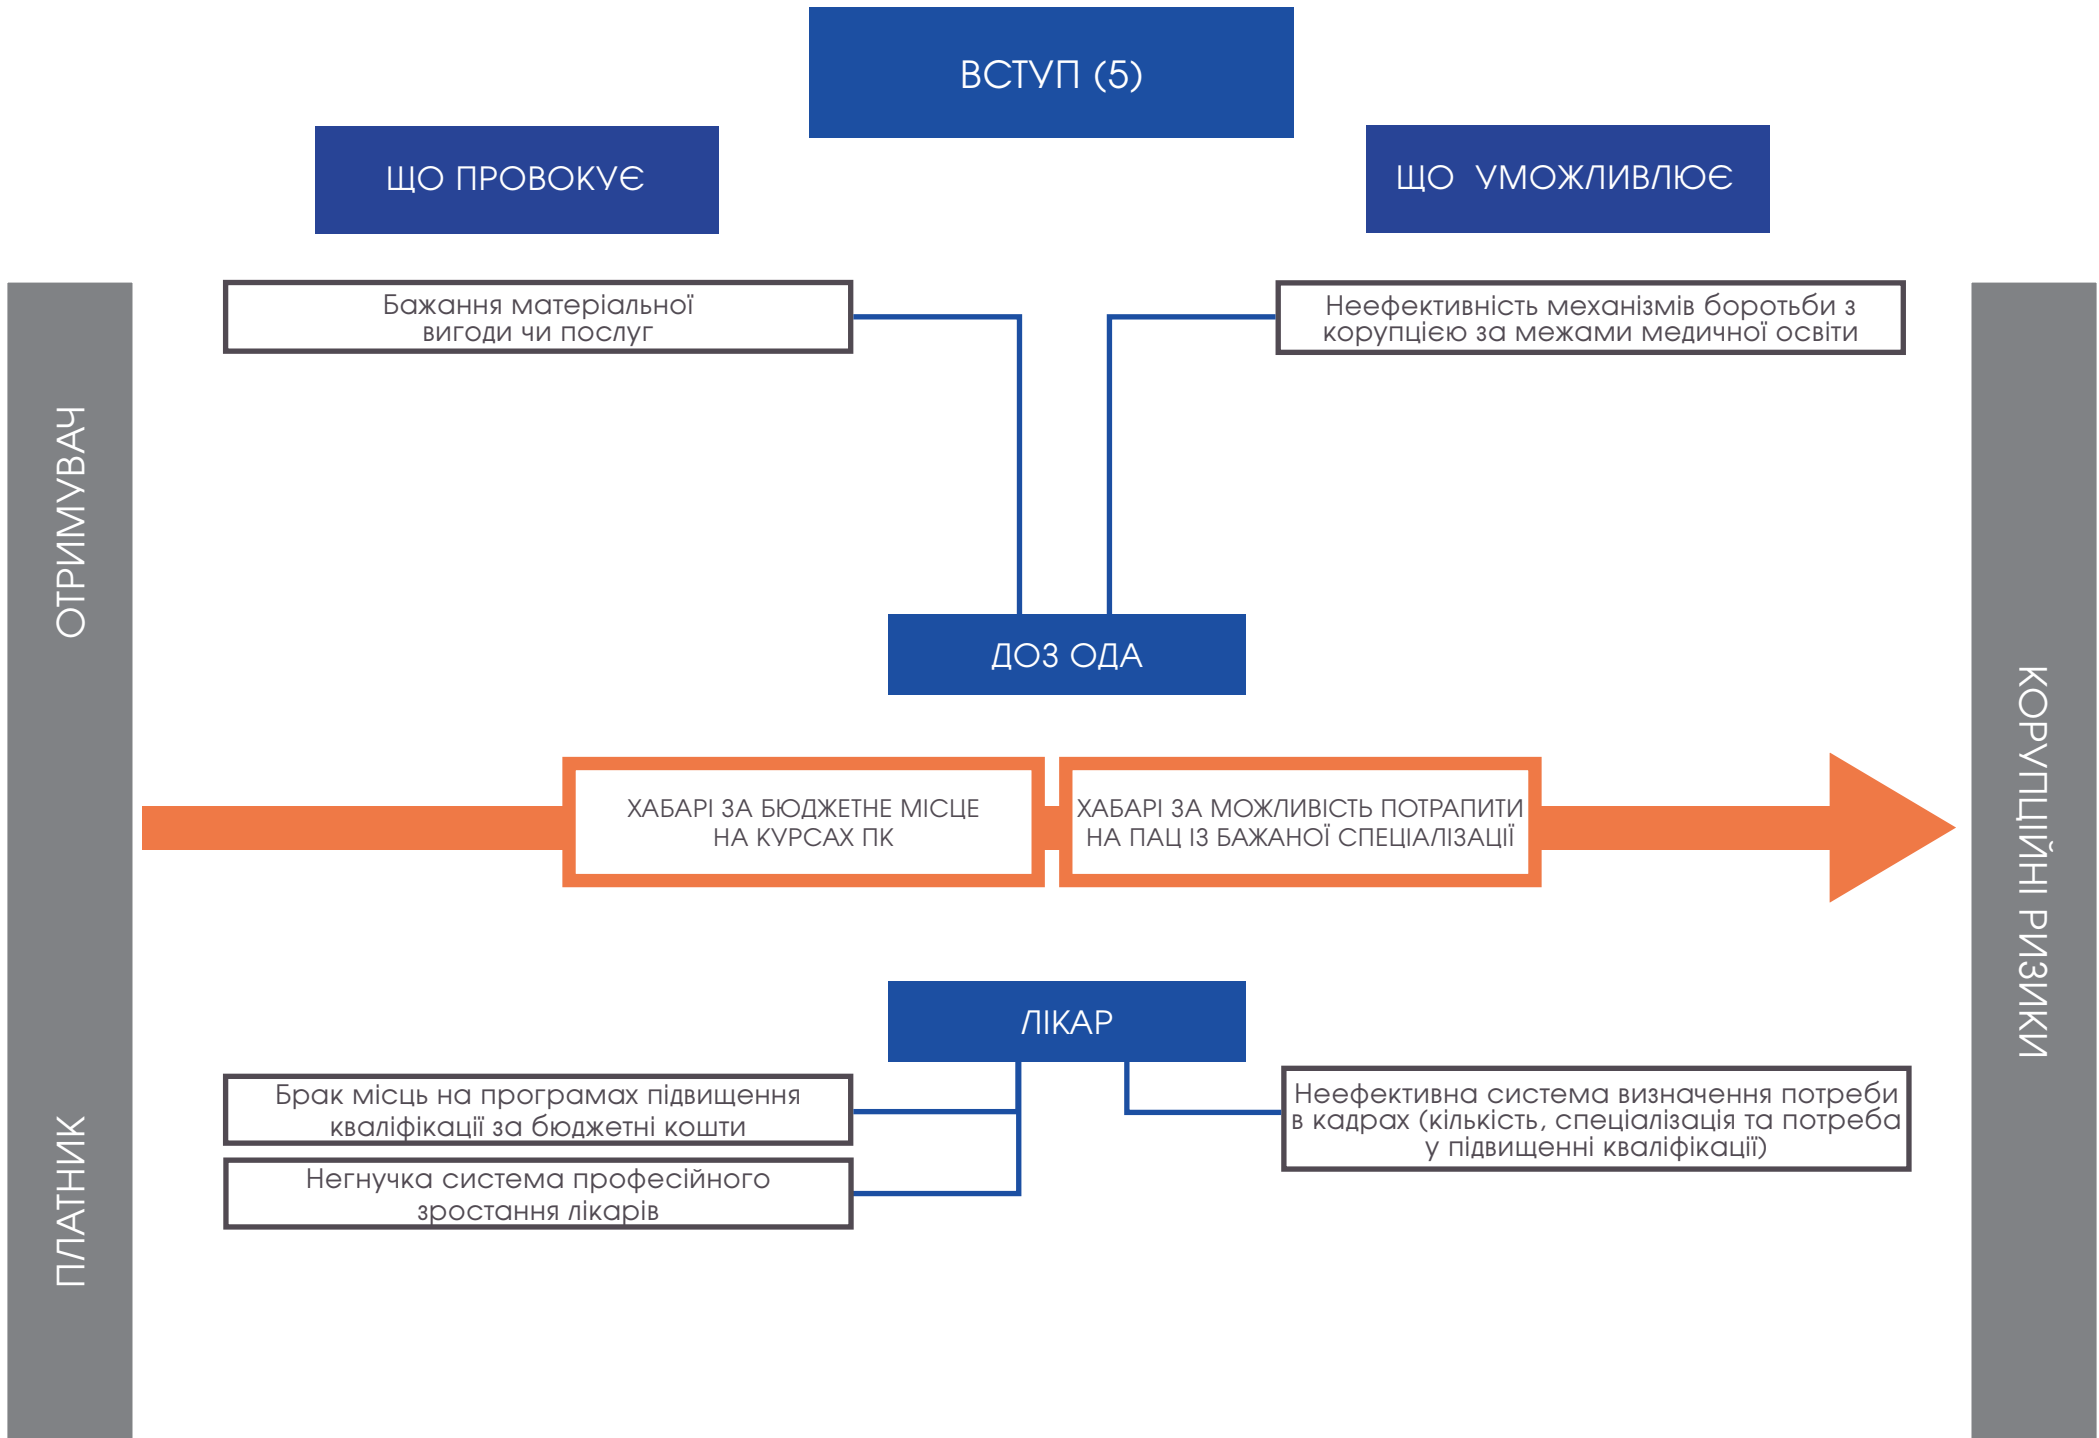 ВСТУП (5)
ЩО ПРОВОКУЄ
ЩО УМОЖЛИВЛЮЄ
ОТРИМУВАЧ
Бажання матеріальної
вигоди чи послуг
Неефективність механізмів боротьби з
корупцією за межами медичної освіти
ДОЗ ОДА
КОРУПЦІЙНІ РИЗИКИ
ХАБАРІ ЗА БЮДЖЕТНЕ МІСЦЕ
НА КУРСАХ ПК
ХАБАРІ ЗА МОЖЛИВІСТЬ ПОТРАПИТИ
НА ПАЦ ІЗ БАЖАНОЇ СПЕЦІАЛІЗАЦІЇ
ПЛАТНИК
ЛІКАР
Брак місць на програмах підвищення
кваліфікації за бюджетні кошти
Негнучка система професійного
зростання лікарів
Неефективна система визначення потреби
в кадрах (кількість, спеціалізація та потреба
у підвищенні кваліфікації)